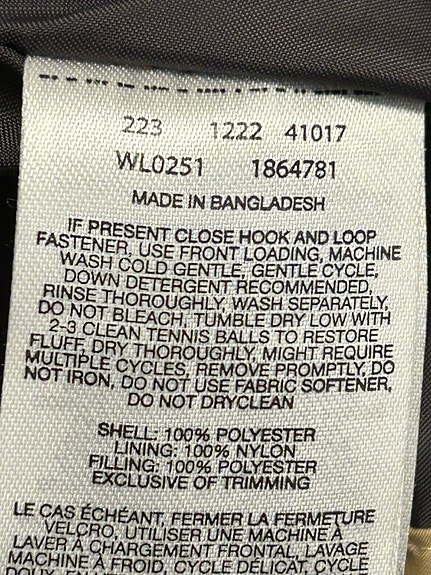 223 1222 41017
WL0251 1864781
MADE IN BANGLADESH
IF PRESENT CLOSE HOOK AND LOOP
FASTENER, USE FRONT LOADING, MACHINE
WASH COLD GENTLE, GENTLE CYCLE,
DOWN DETERGENT RECOMMENDED,
RINSE THOROUGHLY, WASH SEPARATELY,
DO NOT BLEACH, TUMBLE DRY LOW WITH
2-3 CLEAN TENNIS BALLS TO RESTORE
FLUFF, DRY THOROUGHLY, MIGHT REQUIRE
MULTIPLE CYCLES, REMOVE PROMPTLY, DO
NOT IRON, DO NOT USE FABRIC SOFTENER,
DO NOT DRYCLEAN
SHELL: 100% POLYESTER
LINING: 100% NYLON
FILLING: 100% POLYESTER
EXCLUSIVE OF TRIMMING
LE CAS ÉCHÉANT, FERMER LA FERMETURE
VELCRO, UTILISER UNE MACHINE À
LAVER À CHARGEMENT FRONTAL, LAVAGE
MACHINE À FROID, CYCLE DÉLICAT, CYCLE